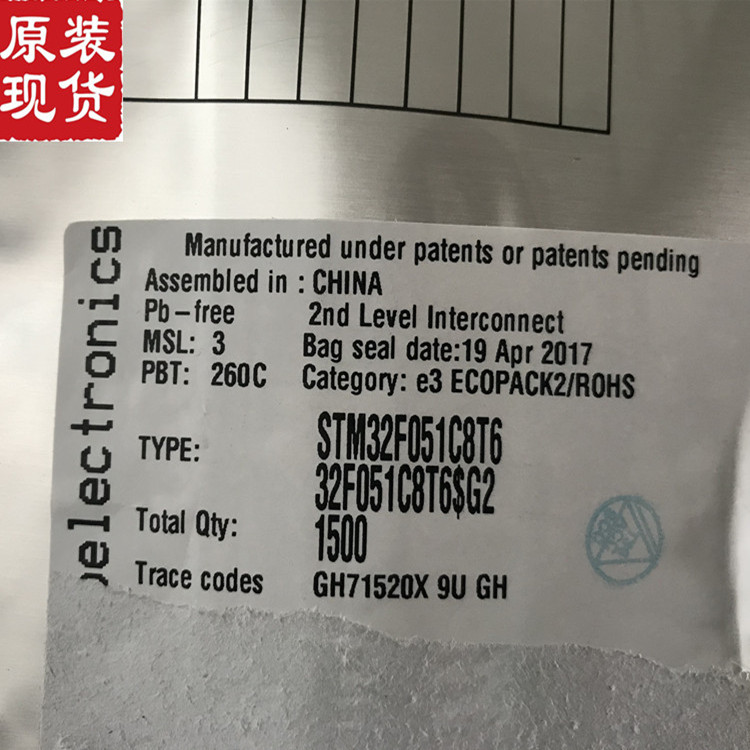 原装
现货
electronics
Manufactured under patents or patents pending
Assembled in : CHINA
Pb-free 2nd Level Interconnect
MSL: 3 Bag seal date:19 Apr 2017
PBT: 260C Category: e3 ECOPACK2/ROHS
TYPE: STM32F051C8T6
32F051C8T6$G2
Total Qty: 1500
Trace codes GH71520X 9U GH